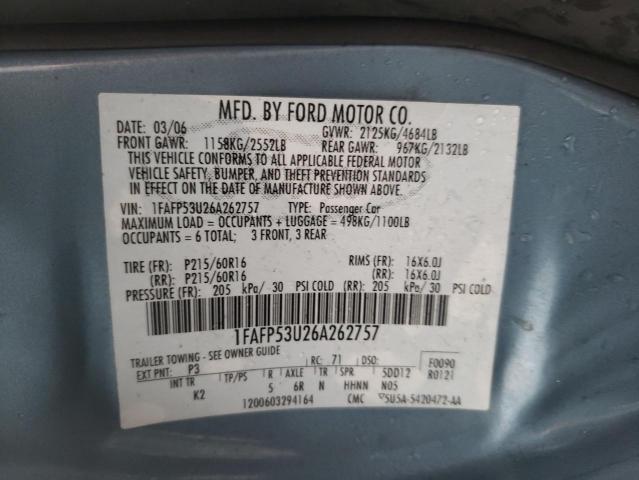 MFD. BY FORD MOTOR CO.
DATE: 03/06 GVWR: 2125KG/4684LB
FRONT GAWR: 1158KG/2552LB REAR GAWR: 967KG/2132LB
THIS VEHICLE CONFORMS TO ALL APPLICABLE FEDERAL MOTOR
VEHICLE SAFETY, BUMPER, AND THEFT PREVENTION STANDARDS
IN EFFECT ON THE DATE OF MANUFACTURE SHOWN ABOVE.
VIN: 1FAFP53U26A262757 TYPE: Passenger Car
MAXIMUM LOAD = OCCUPANTS + LUGGAGE = 498KG/1100LB
OCCUPANTS = 6 TOTAL; 3 FRONT, 3 REAR
TIRE (FR): P215/60R16 RIMS (FR): 16X6.0J
(RR): P215/60R16 (RR): 16X6.0J
PRESSURE (FR): 205 kPa/ 30 PSI COLD (RR): 205 kPa/ 30 PSI COLD
1FAFP53U26A262757
TRAILER TOWING - SEE OWNER GUIDE RC: 71 DSO: F0090
EXT PNT: P3 R0121
INT TR TP/PS R AXLE TR SPR 5DD12
K2 5 6R N HHNN N05
1200603294164 CMC 5U5A-5420472-AA